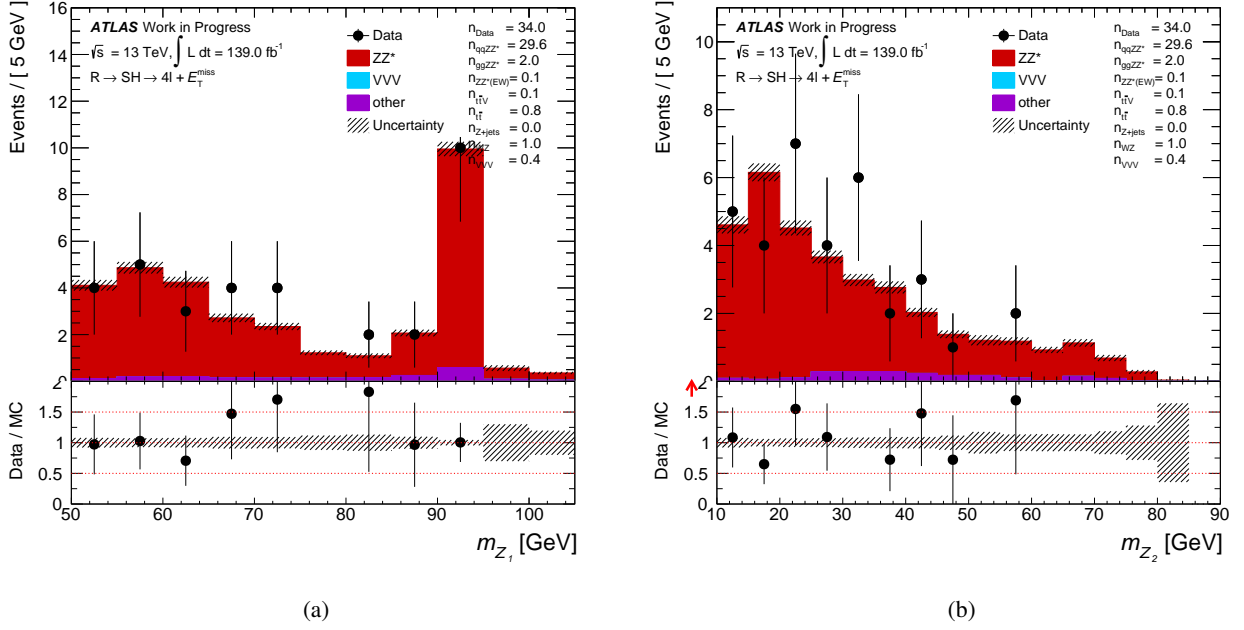 ATLAS Work in Progress
√s = 13 TeV, ∫ L dt = 139.0 fb⁻¹
R → SH → 4l + E_T^miss
Data
ZZ*
VVV
other
Uncertainty
n_Data = 34.0
n_qqZZ* = 29.6
n_ggZZ* = 2.0
n_ZZ*(EW) = 0.1
n_tt̄V = 0.1
n_tt̄ = 0.8
n_Z+jets = 0.0
n_WZ = 1.0
n_VVV = 0.4
Events / [ 5 GeV ]
16
14
12
10
8
6
4
2
Data / MC
2
1.5
1
0.5
0
50 60 70 80 90 100
m_Z₁ [GeV]
(a)
ATLAS Work in Progress
√s = 13 TeV, ∫ L dt = 139.0 fb⁻¹
R → SH → 4l + E_T^miss
Data
ZZ*
VVV
other
Uncertainty
n_Data = 34.0
n_qqZZ* = 29.6
n_ggZZ* = 2.0
n_ZZ*(EW) = 0.1
n_tt̄V = 0.1
n_tt̄ = 0.8
n_Z+jets = 0.0
n_WZ = 1.0
n_VVV = 0.4
Events / [ 5 GeV ]
10
8
6
4
2
Data / MC
2
1.5
1
0.5
0
10 20 30 40 50 60 70 80 90
m_Z₂ [GeV]
(b)